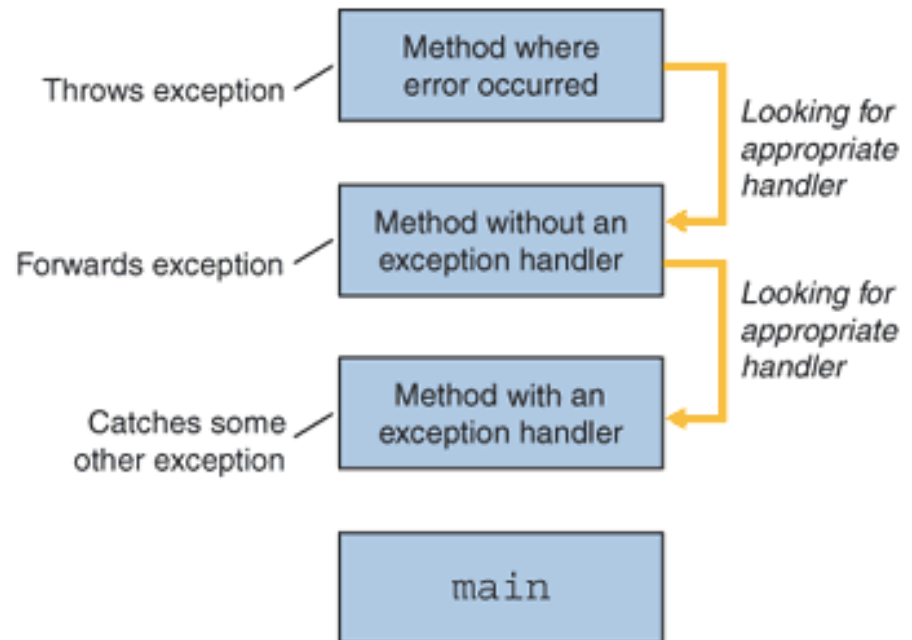 Method where
error occurred
Throws exception
Looking for
appropriate
handler
Method without an
exception handler
Forwards exception
Looking for
appropriate
handler
Method with an
exception handler
Catches some
other exception
main